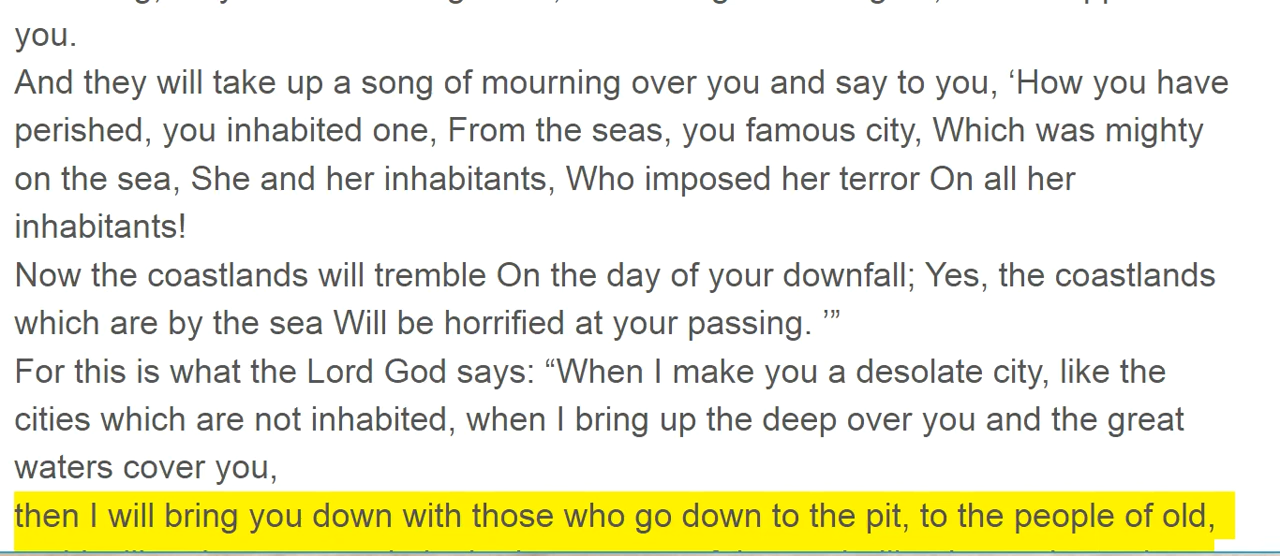 you.
And they will take up a song of mourning over you and say to you, ‘How you have
perished, you inhabited one, From the seas, you famous city, Which was mighty
on the sea, She and her inhabitants, Who imposed her terror On all her
inhabitants!
Now the coastlands will tremble On the day of your downfall; Yes, the coastlands
which are by the sea Will be horrified at your passing. ’”
For this is what the Lord God says: “When I make you a desolate city, like the
cities which are not inhabited, when I bring up the deep over you and the great
waters cover you,
then I will bring you down with those who go down to the pit, to the people of old,